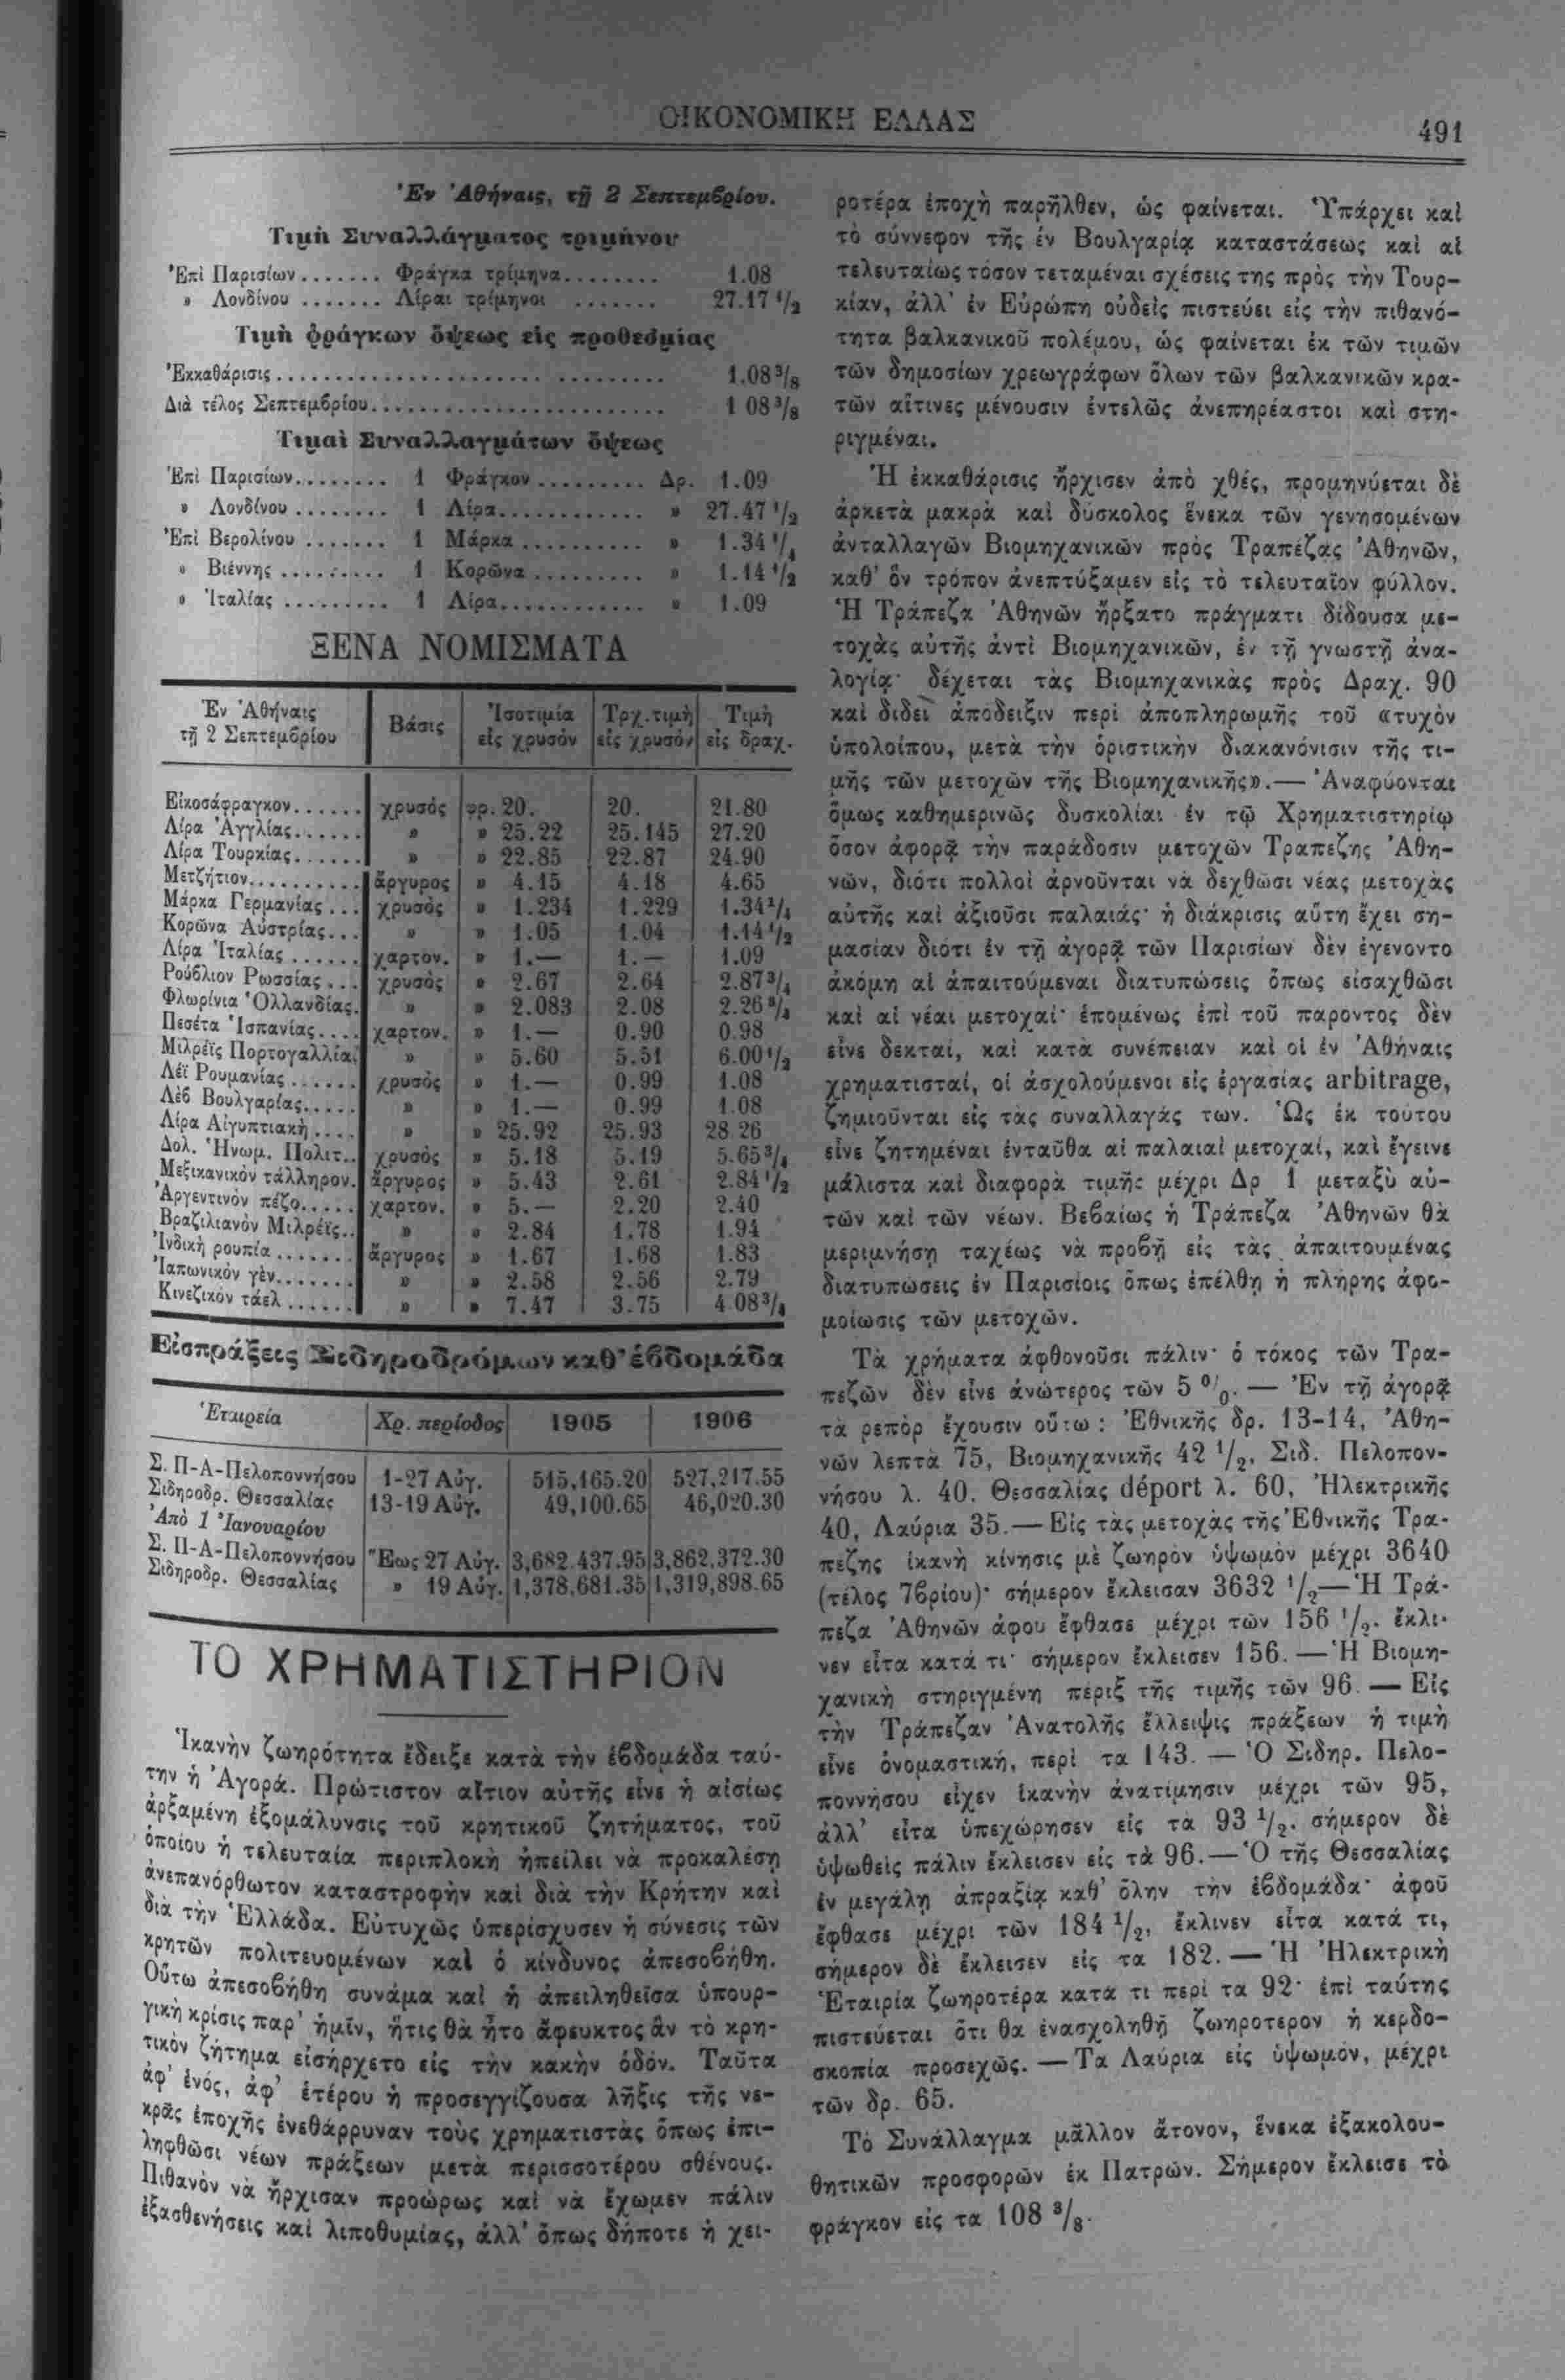 ΟΙΚΟΝΟΜΙΚΗ ΕΛΛΑΣ
491
Ἐν Ἀθήναις, τῇ 2 Σεπτεμβρίου.
Τιμὴ Συναλλάγματος τριμήνου
Ἐπὶ Παρισίων....... Φράγκα τρίμηνα......... 1.08
» Λονδίνου ....... Λίραι τρίμηνοι ....... 27.17 1/2
Τιμὴ φράγκων ὄψεως εἰς προθεσμίας
Ἐκκαθάρισις .................................. 1.08 3/8
Διὰ τέλος Σεπτεμβρίου......................... 1 08 3/8
Τιμαὶ Συναλλαγμάτων ὄψεως
Ἐπὶ Παρισίων........ 1 Φράγκον .......... Δρ. 1.09
» Λονδίνου ........ 1 Λίρα............. » 27.47 1/2
Ἐπὶ Βερολίνου ....... 1 Μάρκα ........... » 1.34 1/4
» Βιέννης ......... 1 Κορῶνα .......... » 1.14 1/2
» Ἰταλίας ......... 1 Λίρα............. » 1.09
ΞΕΝΑ ΝΟΜΙΣΜΑΤΑ
Ἐν Ἀθήναις τῇ 2 Σεπτεμβρίου | Βάσις | Ἰσοτιμία εἰς χρυσόν | Τρχ. τιμὴ εἰς χρυσόν | Τιμὴ εἰς δραχ.
Εἰκοσάφραγκον...... χρυσὸς φρ. 20. 20. 21.80
Λίρα Ἀγγλίας...... » » 25.22 25.145 27.20
Λίρα Τουρκίας...... » » 22.85 22.87 24.90
Μετζήτιον.......... ἄργυρος » 4.15 4.18 4.65
Μάρκα Γερμανίας ... χρυσὸς » 1.234 1.229 1.34 1/4
Κορῶνα Αὐστρίας... » » 1.05 1.04 1.14 1/2
Λίρα Ἰταλίας ...... χαρτον. » 1.— 1.— 1.09
Ρούβλιον Ρωσσίας ... χρυσὸς » 2.67 2.64 2.87 3/4
Φλωρίνια Ὁλλανδίας. » » 2.083 2.08 2.26 3/4
Πεσέτα Ἰσπανίας.... χαρτον. » 1.— 0.90 0.98
Μιλρέϊς Πορτογαλλίας » » 5.60 5.51 6.00 1/2
Λέϊ Ρουμανίας ...... χρυσὸς » 1.— 0.99 1.08
Λὲβ Βουλγαρίας..... » » 1.— 0.99 1.08
Λίρα Αἰγυπτιακὴ .... » » 25.92 25.93 28.26
Δολ. Ἡνωμ. Πολιτ... χρυσὸς » 5.18 5.19 5.65 3/4
Μεξικανικὸν τάλληρον. ἄργυρος » 5.43 2.61 2.84 1/2
Ἀργεντινὸν πέζο..... χαρτον. » 5.— 2.20 2.40
Βραζιλιανὸν Μιλρέϊς.. » » 2.84 1.78 1.94
Ἰνδικὴ ρουπία ....... ἄργυρος » 1.67 1.68 1.83
Ἰαπωνικὸν γὲν....... » » 2.58 2.56 2.79
Κινεζικὸν τάελ ...... » » 7.47 3.75 4 08 3/4
Εἰσπράξεις Σιδηροδρόμων καθ' ἑβδομάδα
Ἑταιρεία | Χρ. περίοδος | 1905 | 1906
Σ. Π-Α-Πελοποννήσου 1-27 Αὐγ. 515,165.20 527,217.55
Σιδηροδρ. Θεσσαλίας 13-19 Αὐγ. 49,100.65 46,020.30
Ἀπὸ 1 Ἰανουαρίου
Σ. Π-Α-Πελοποννήσου Ἕως 27 Αὐγ. 3,682.437.95 3,862,372.30
Σιδηροδρ. Θεσσαλίας » 19 Αὐγ. 1,378,681.35 1,319,898.65
ΤΟ ΧΡΗΜΑΤΙΣΤΗΡΙΟΝ
Ἱκανὴν ζωηρότητα ἔδειξε κατὰ τὴν ἑβδομάδα ταύ-
την ἡ Ἀγορά. Πρώτιστον αἴτιον αὐτῆς εἶνε ἡ αἰσίως
ἀρξαμένη ἐξομάλυνσις τοῦ κρητικοῦ ζητήματος, τοῦ
ὁποίου ἡ τελευταία περιπλοκὴ ἠπείλει νὰ προκαλέσῃ
ἀνεπανόρθωτον καταστροφὴν καὶ διὰ τὴν Κρήτην καὶ
διὰ τὴν Ἑλλάδα. Εὐτυχῶς ὑπερίσχυσεν ἡ σύνεσις τῶν
κρητῶν πολιτευομένων καὶ ὁ κίνδυνος ἀπεσοβήθη.
Οὕτω ἀπεσοβήθη συνάμα καὶ ἡ ἀπειληθεῖσα ὑπουρ-
γικὴ κρίσις παρ' ἡμῖν, ἥτις θὰ ἦτο ἄφευκτος ἂν τὸ κρη-
τικὸν ζήτημα εἰσήρχετο εἰς τὴν κακὴν ὁδόν. Ταῦτα
ἀφ' ἑνός, ἀφ' ἑτέρου ἡ προσεγγίζουσα λῆξις τῆς νε-
κρᾶς ἐποχῆς ἐνεθάρρυναν τοὺς χρηματιστὰς ὅπως ἐπι-
ληφθῶσι νέων πράξεων μετὰ περισσοτέρου σθένους.
Πιθανὸν νὰ ἤρχισαν προώρως καὶ νὰ ἔχωμεν πάλιν
ἐξασθενήσεις καὶ λιποθυμίας, ἀλλ' ὅπως δήποτε ἡ χει-
ροτέρα ἐποχὴ παρῆλθεν, ὡς φαίνεται. Ὑπάρχει καὶ
τὸ σύννεφον τῆς ἐν Βουλγαρίᾳ καταστάσεως καὶ αἱ
τελευταίως τόσον τεταμέναι σχέσεις της πρὸς τὴν Τουρ-
κίαν, ἀλλ' ἐν Εὐρώπῃ οὐδεὶς πιστεύει εἰς τὴν πιθανό-
τητα βαλκανικοῦ πολέμου, ὡς φαίνεται ἐκ τῶν τιμῶν
τῶν δημοσίων χρεωγράφων ὅλων τῶν βαλκανικῶν κρα-
τῶν αἵτινες μένουσιν ἐντελῶς ἀνεπηρέαστοι καὶ στη-
ριγμέναι.
Ἡ ἐκκαθάρισις ἤρχισεν ἀπὸ χθές, προμηνύεται δὲ
ἀρκετὰ μακρὰ καὶ δύσκολος ἕνεκα τῶν γενησομένων
ἀνταλλαγῶν Βιομηχανικῶν πρὸς Τραπέζας Ἀθηνῶν,
καθ' ὃν τρόπον ἀνεπτύξαμεν εἰς τὸ τελευταῖον φύλλον.
Ἡ Τράπεζα Ἀθηνῶν ἤρξατο πράγματι δίδουσα με-
τοχὰς αὐτῆς ἀντὶ Βιομηχανικῶν, ἐν τῇ γνωστῇ ἀνα-
λογίᾳ· δέχεται τὰς Βιομηχανικὰς πρὸς Δραχ. 90
καὶ διδεῖ ἀπόδειξιν περὶ ἀποπληρωμῆς τοῦ «τυχὸν
ὑπολοίπου, μετὰ τὴν ὁριστικὴν διακανόνισιν τῆς τι-
μῆς τῶν μετοχῶν τῆς Βιομηχανικῆς».— Ἀναφύονται
ὅμως καθημερινῶς δυσκολίαι ἐν τῷ Χρηματιστηρίῳ
ὅσον ἀφορᾷ τὴν παράδοσιν μετοχῶν Τραπεζης Ἀθη-
νῶν, διότι πολλοὶ ἀρνοῦνται νὰ δεχθῶσι νέας μετοχὰς
αὐτῆς καὶ ἀξιοῦσι παλαιάς· ἡ διάκρισις αὕτη ἔχει ση-
μασίαν διότι ἐν τῇ ἀγορᾷ τῶν Παρισίων δὲν ἐγενοντο
ἀκόμη αἱ ἀπαιτούμεναι διατυπώσεις ὅπως εἰσαχθῶσι
καὶ αἱ νέαι μετοχαί· ἑπομένως ἐπὶ τοῦ παροντος δὲν
εἶνε δεκταί, καὶ κατὰ συνέπειαν καὶ οἱ ἐν Ἀθήναις
χρηματισταί, οἱ ἀσχολούμενοι εἰς ἐργασίας arbitrage,
ζημιοῦνται εἰς τὰς συναλλαγάς των. Ὡς ἐκ τούτου
εἶνε ζητημέναι ἐνταῦθα αἱ παλαιαὶ μετοχαί, καὶ ἔγεινε
μάλιστα καὶ διαφορὰ τιμῆς μέχρι Δρ 1 μεταξὺ αὐ-
τῶν καὶ τῶν νέων. Βεβαίως ἡ Τράπεζα Ἀθηνῶν θὰ
μεριμνήσῃ ταχέως νὰ προβῇ εἰς τὰς ἀπαιτουμένας
διατυπώσεις ἐν Παρισίοις ὅπως ἐπέλθῃ ἡ πλήρης ἀφο-
μοίωσις τῶν μετοχῶν.
Τὰ χρήματα ἀφθονοῦσι πάλιν· ὁ τόκος τῶν Τρα-
πεζῶν δὲν εἶνε ἀνώτερος τῶν 5 0/0. — Ἐν τῇ ἀγορᾷ
τὰ ρεπὸρ ἔχουσιν οὕτω : Ἐθνικῆς δρ. 13-14, Ἀθη-
νῶν λεπτὰ 75, Βιομηχανικῆς 42 1/2, Σιδ. Πελοπον-
νήσου λ. 40. Θεσσαλίας déport λ. 60, Ἠλεκτρικῆς
40, Λαύρια 35.— Εἰς τὰς μετοχὰς τῆς Ἐθνικῆς Τρα-
πεζης ἱκανὴ κίνησις μὲ ζωηρὸν ὑψωμὸν μέχρι 3640
(τέλος 7βρίου)· σήμερον ἔκλεισαν 3632 1/2— Ἡ Τρά-
πεζα Ἀθηνῶν ἀφου ἔφθασε μέχρι τῶν 156 1/2. ἔκλι-
νεν εἶτα κατά τι· σήμερον ἔκλεισεν 156. — Ἡ Βιομη-
χανικὴ στηριγμένη πέριξ τῆς τιμῆς τῶν 96. — Εἰς
τὴν Τράπεζαν Ἀνατολῆς ἔλλειψις πράξεων ἡ τιμὴ
εἶνε ὀνομαστική, περὶ τα 143. — Ὁ Σιδηρ. Πελο-
ποννήσου εἶχεν ἱκανὴν ἀνατίμησιν μέχρι τῶν 95,
ἀλλ' εἶτα ὑπεχώρησεν εἰς τὰ 93 1/2. σήμερον δὲ
ὑψωθεὶς πάλιν ἔκλεισεν εἰς τὰ 96.— Ὁ τῆς Θεσσαλίας
ἐν μεγάλῃ ἀπραξίᾳ καθ' ὅλην τὴν ἑβδομάδα· ἀφοῦ
ἔφθασε μέχρι τῶν 184 1/2, ἔκλινεν εἶτα κατά τι,
σήμερον δὲ ἔκλεισεν εἰς τα 182. — Ἡ Ἠλεκτρικὴ
Ἑταιρία ζωηροτέρα κατά τι περὶ τα 92· ἐπὶ ταύτης
πιστεύεται ὅτι θα ἐνασχοληθῇ ζωηροτερον ἡ κερδο-
σκοπία προσεχῶς. — Τα Λαύρια εἰς ὑψωμόν, μέχρι
τῶν δρ. 65.
Τὸ Συνάλλαγμα μᾶλλον ἄτονον, ἕνεκα ἐξακολου-
θητικῶν προσφορῶν ἐκ Πατρῶν. Σήμερον ἔκλεισε τὸ
φράγκον εἰς τα 108 3/8.